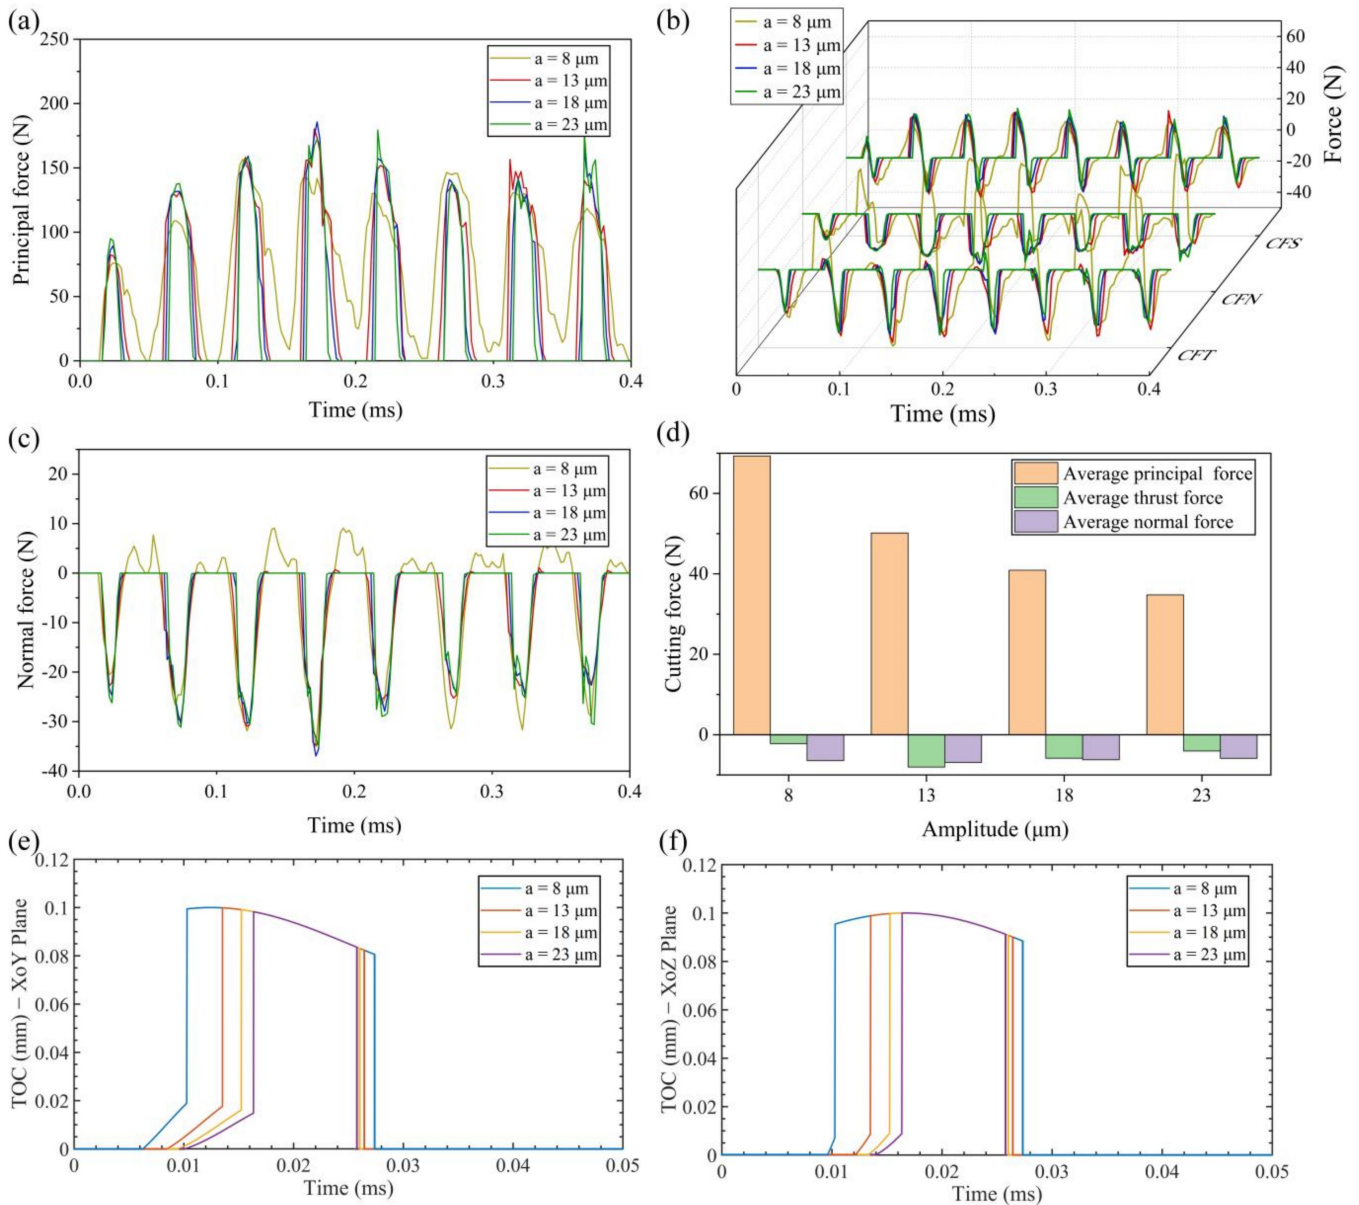 (a)
250
200
150
100
50
0
Principal force (N)
a = 8 μm
a = 13 μm
a = 18 μm
a = 23 μm
0.0 0.1 0.2 0.3 0.4
Time (ms)
(b)
a = 8 μm
a = 13 μm
a = 18 μm
a = 23 μm
60
40
20
0
-20
-40
Force (N)
CFS
CFN
CFT
0 0.1 0.2 0.3 0.4
Time (ms)
(c)
20
10
0
-10
-20
-30
-40
Normal force (N)
a = 8 μm
a = 13 μm
a = 18 μm
a = 23 μm
0.0 0.1 0.2 0.3 0.4
Time (ms)
(d)
60
40
20
0
Cutting force (N)
Average principal force
Average thrust force
Average normal force
8 13 18 23
Amplitude (μm)
(e)
0.12
0.1
0.08
0.06
0.04
0.02
0
TOC (mm) − XoY Plane
a = 8 μm
a = 13 μm
a = 18 μm
a = 23 μm
0 0.01 0.02 0.03 0.04 0.05
Time (ms)
(f)
0.12
0.1
0.08
0.06
0.04
0.02
0
TOC (mm) − XoZ Plane
a = 8 μm
a = 13 μm
a = 18 μm
a = 23 μm
0 0.01 0.02 0.03 0.04 0.05
Time (ms)